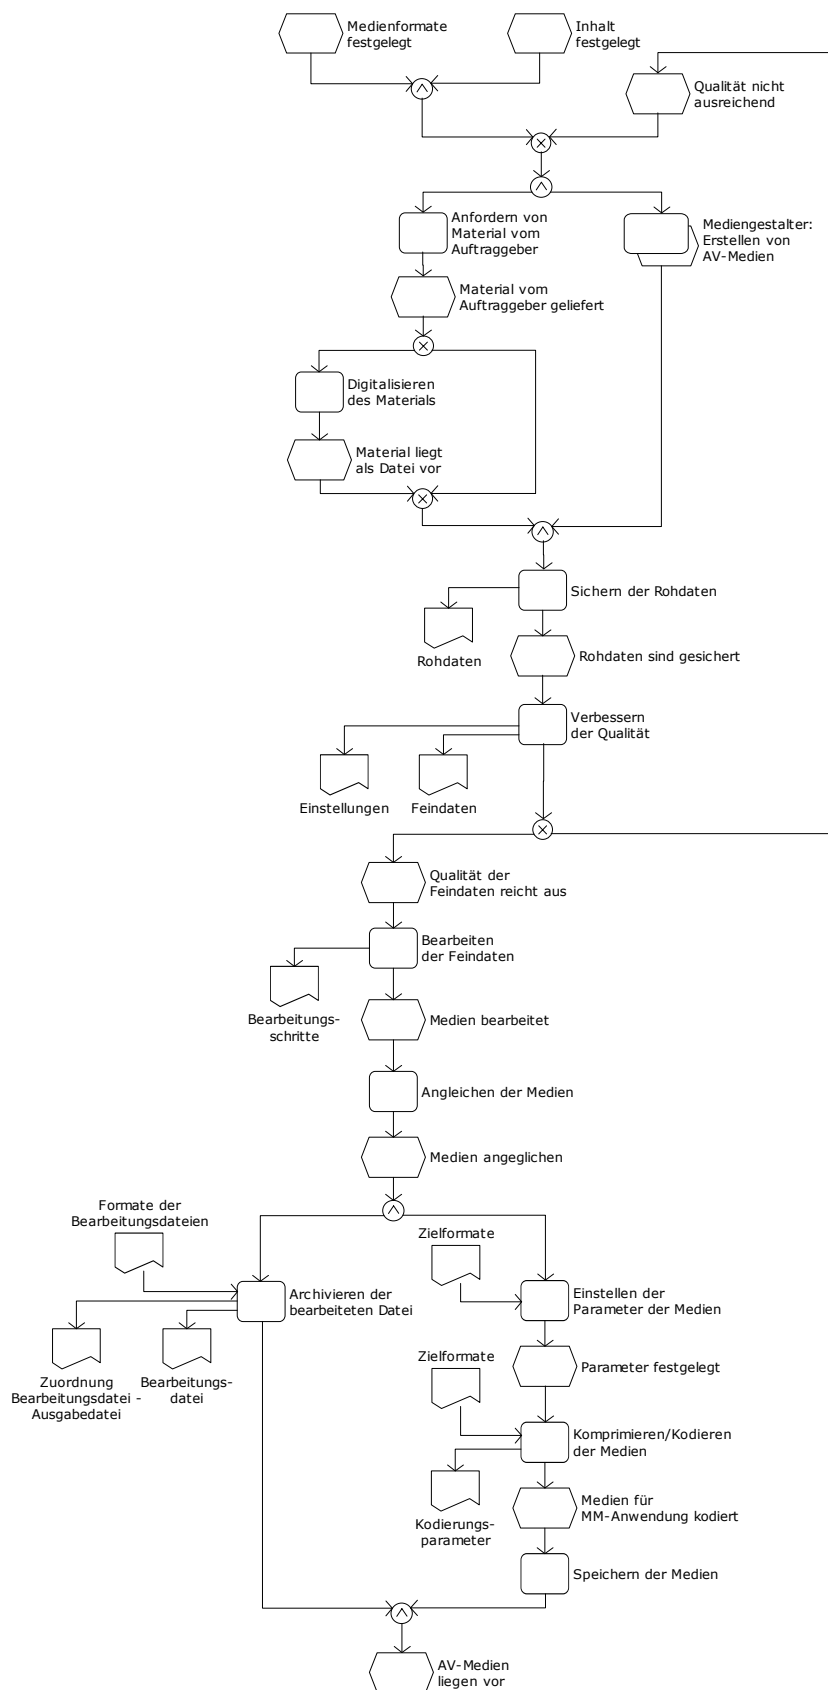 Medienformate
festgelegt
Inhalt
festgelegt
Qualität nicht
ausreichend
Anfordern von
Material vom
Auftraggeber
Mediengestalter:
Erstellen von
AV-Medien
Material vom
Auftraggeber geliefert
Digitalisieren
des Materials
Material liegt
als Datei vor
Sichern der Rohdaten
Rohdaten
Rohdaten sind gesichert
Verbessern
der Qualität
Einstellungen
Feindaten
Qualität der
Feindaten reicht aus
Bearbeiten
der Feindaten
Bearbeitungs-
schritte
Medien bearbeitet
Angleichen der Medien
Medien angeglichen
Formate der
Bearbeitungsdateien
Zielformate
Archivieren der
bearbeiteten Datei
Einstellen der
Parameter der Medien
Zuordnung
Bearbeitungsdatei -
Ausgabedatei
Bearbeitungs-
datei
Zielformate
Parameter festgelegt
Komprimieren/Kodieren
der Medien
Kodierungs-
parameter
Medien für
MM-Anwendung kodiert
Speichern der Medien
AV-Medien
liegen vor